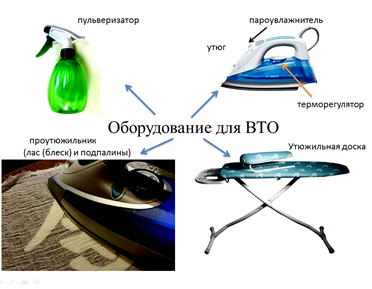 пульверизатор
пароувлажнитель
утюг
терморегулятор
Оборудование для ВТО
проутюжильник
(лас (блеск) и подпалины)
Утюжильная доска